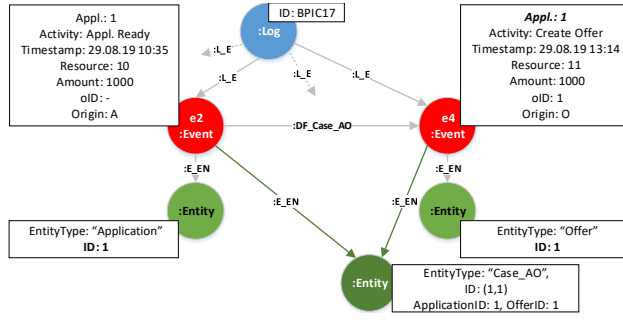 Appl.: 1
Activity: Appl. Ready
Timestamp: 29.08.19 10:35
Resource: 10
Amount: 1000
oID: -
Origin: A
ID: BPIC17
:Log
Appl.: 1
Activity: Create Offer
Timestamp: 29.08.19 13:14
Resource: 11
Amount: 1000
oID: 1
Origin: O
:L_E
:L_E
:L_E
:L_E
e2
:Event
:DF_Case_AO
e4
:Event
:E_EN
:E_EN
:E_EN
:E_EN
:Entity
:Entity
EntityType: “Application”
ID: 1
EntityType: “Offer”
ID: 1
:Entity
EntityType: “Case_AO”,
ID: (1,1)
ApplicationID: 1, OfferID: 1